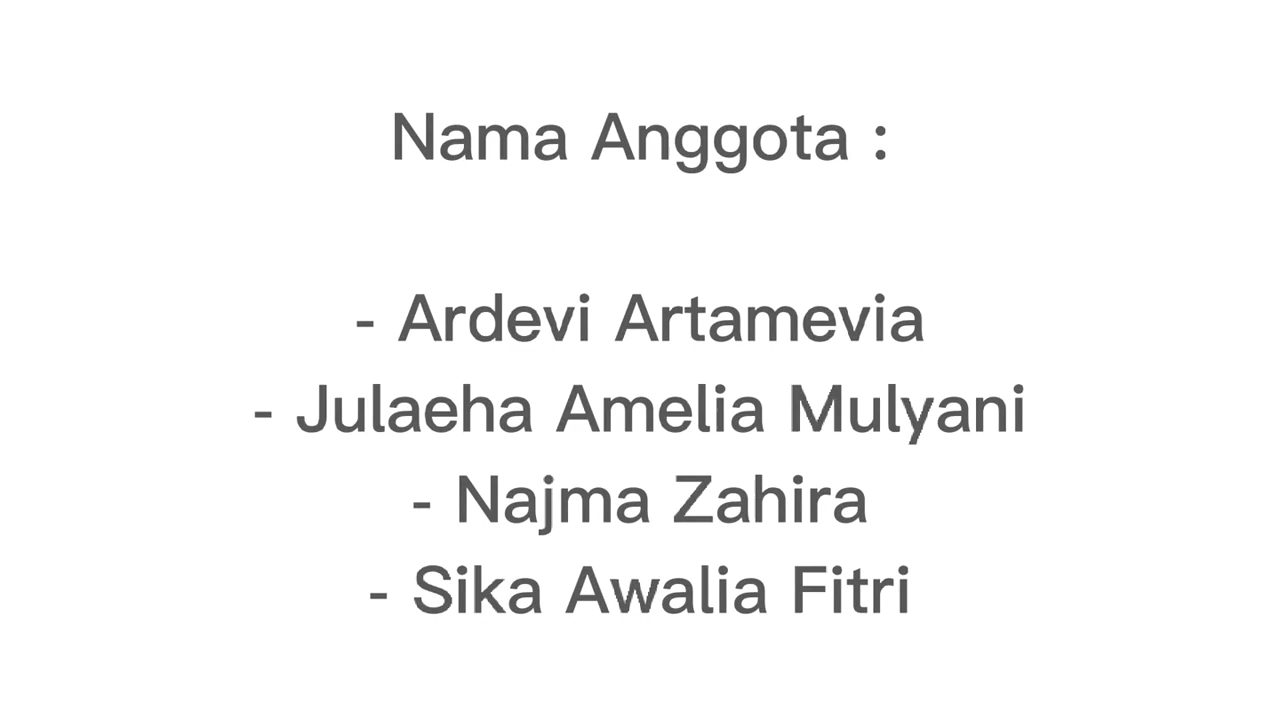 Nama Anggota :
- Ardevi Artamevia
- Julaeha Amelia Mulyani
- Najma Zahira
- Sika Awalia Fitri